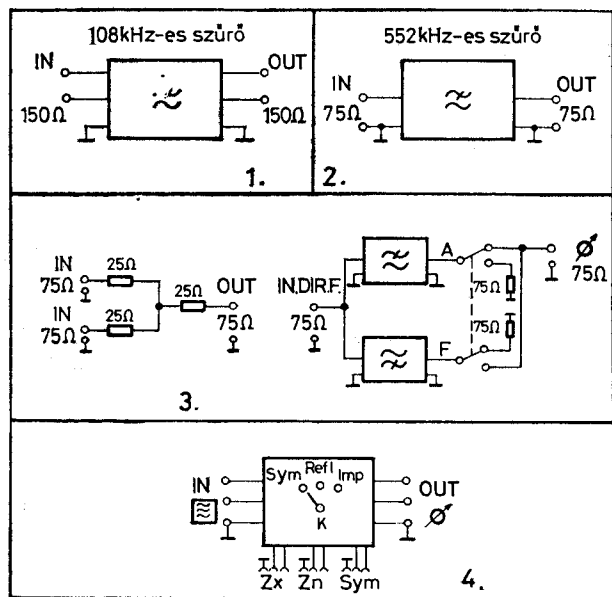 108kHz-es szűrő
IN
OUT
150Ω
150Ω
1.
552kHz-es szűrő
IN
OUT
75Ω
75Ω
2.
IN
75Ω
25Ω
IN
75Ω
25Ω
25Ω
OUT
75Ω
3.
IN,DIR.F.
75Ω
A
F
75Ω
75Ω
75Ω
Sym
Refl
Imp
K
IN
OUT
Zx
Zn
Sym
4.